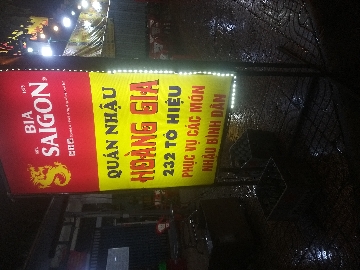 BIA
SAIGON
QUÁN NHẬU
HOÀNG GIA
232 TÔ HIỆU
PHỤC VỤ CÁC MÓN
NHẬU BÌNH DÂN